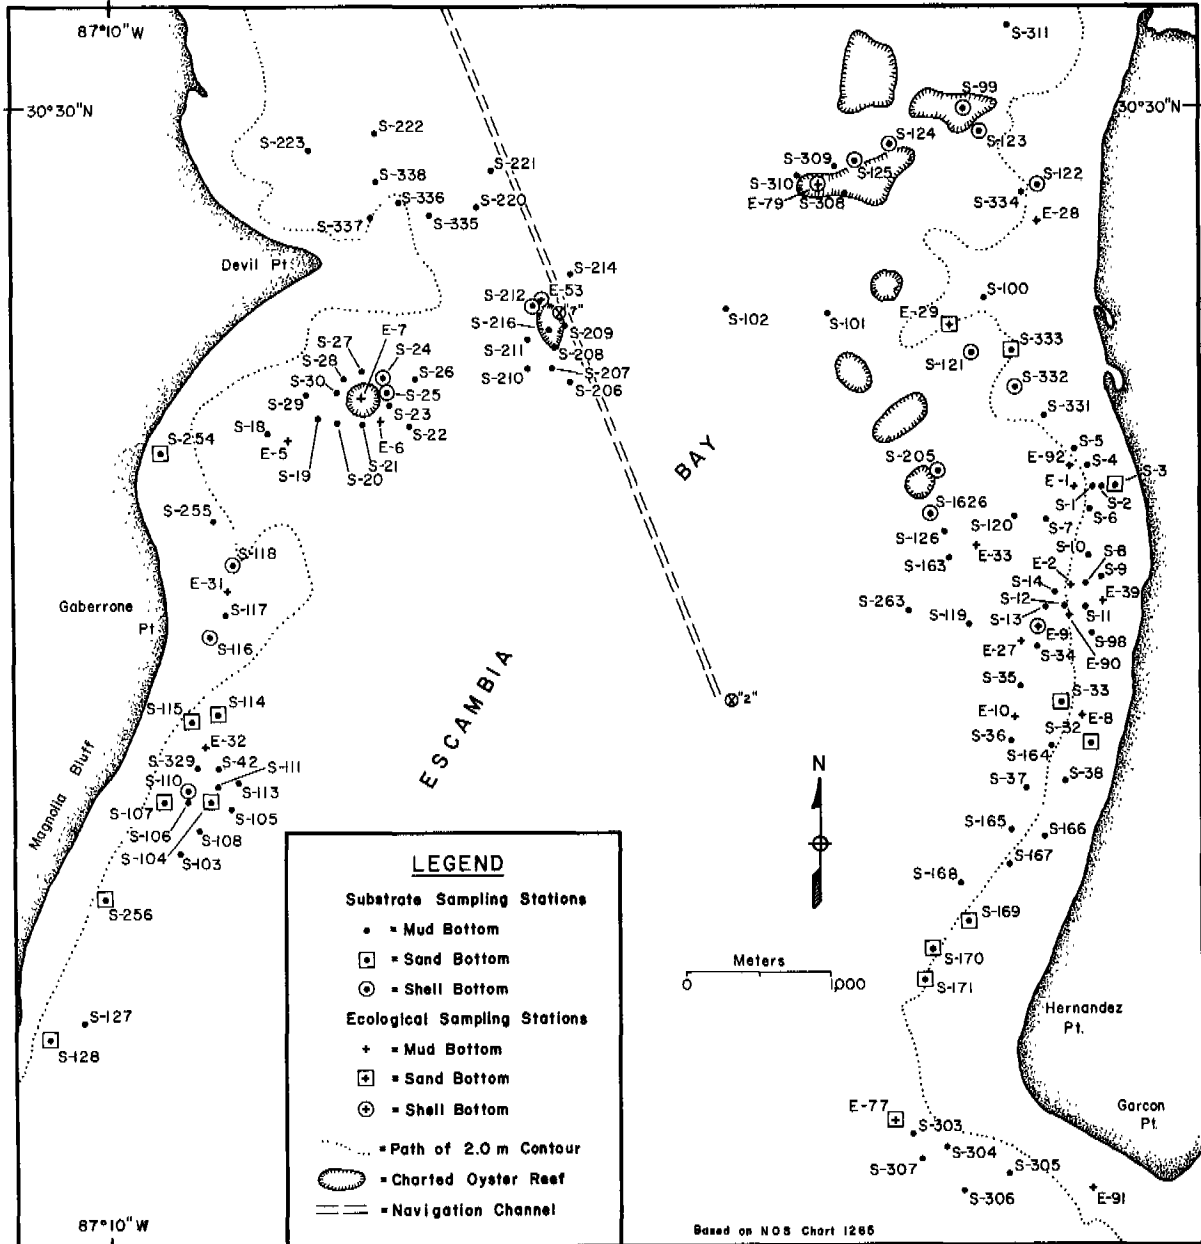 87°10"W
S-311
30°30"N
S-99
30°30"N
S-222
S-223
S-124
S-123
S-221
S-309
S-125
S-338
S-310
S-122
S-336
S-220
E-79
S-308
S-334
S-337
S-335
E-28
Devil Pt.
S-214
S-212
E-53
S-100
"7"
S-102
S-101
E-29
S-216
S-209
E-7
S-27
S-24
S-211
S-208
S-121
S-333
S-28
S-26
S-210
S-207
S-30
S-25
S-206
S-332
S-29
S-23
S-331
S-18
S-22
S-254
E-5
E-6
S-5
S-19
S-21
S-20
BAY
S-205
E-92
S-4
S-3
E-1
S-1
S-2
S-255
S-1626
S-120
S-7
S-6
S-126
S-118
E-33
S-10
S-8
S-163
E-2
S-9
E-31
S-14
Gaberrone
Pt.
S-117
S-263
S-12
E-39
S-119
S-13
S-11
S-116
E-9
S-98
E-27
S-34
E-90
ESCAMBIA
S-35
"2"
S-33
S-115
S-114
E-10
E-8
E-32
S-36
S-32
S-164
Magnolia Bluff
S-329
S-42
S-111
N
S-110
S-113
S-37
S-38
S-107
S-105
S-106
S-108
S-165
S-166
S-104
S-103
S-167
S-168
S-256
S-169
S-170
Meters
0 1,000
S-171
S-127
S-128
Hernandez
Pt.
E-77
S-303
Garcon
Pt.
S-304
S-307
S-305
S-306
E-91
LEGEND
Substrate Sampling Stations
= Mud Bottom
= Sand Bottom
= Shell Bottom
Ecological Sampling Stations
= Mud Bottom
= Sand Bottom
= Shell Bottom
= Path of 2.0 m Contour
= Charted Oyster Reef
= Navigation Channel
87°10"W
Based on NOS Chart 1265